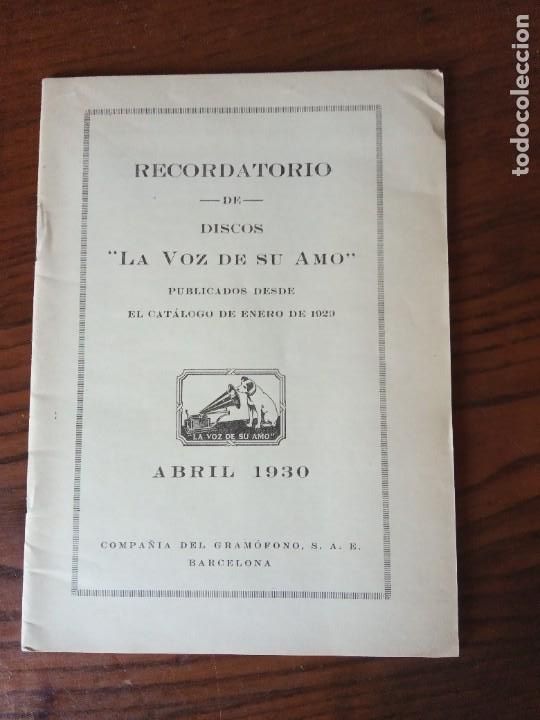 RECORDATORIO
DE
DISCOS
"LA VOZ DE SU AMO"
PUBLICADOS DESDE
EL CATÁLOGO DE ENERO DE 1929
"LA VOZ DE SU AMO"
ABRIL 1930
COMPAÑIA DEL GRAMÓFONO, S. A. E.
BARCELONA
todocoleccion